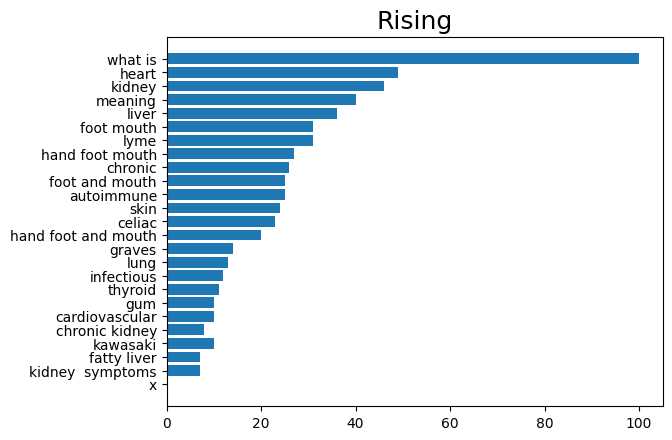 Rising
what is
heart
kidney
meaning
liver
foot mouth
lyme
hand foot mouth
chronic
foot and mouth
autoimmune
skin
celiac
hand foot and mouth
graves
lung
infectious
thyroid
gum
cardiovascular
chronic kidney
kawasaki
fatty liver
kidney  symptoms
x
0 20 40 60 80 100